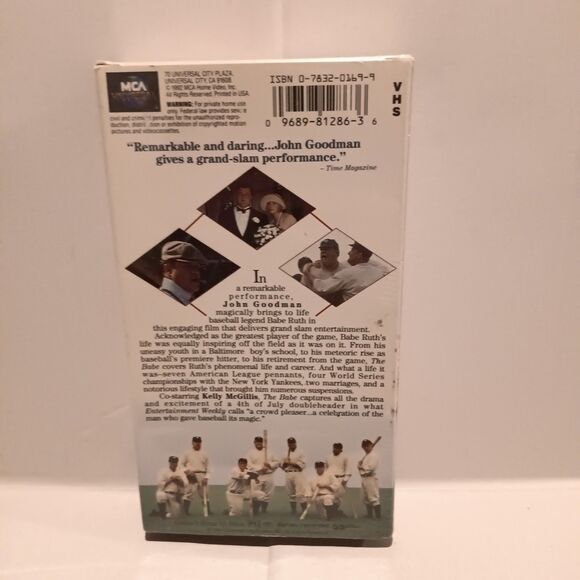 MCA
70 UNIVERSAL CITY PLAZA,
UNIVERSAL CITY, CA 91608
© 1992 MCA Home Video, Inc.
All Rights Reserved. Printed in USA.
WARNING: For private home use
only. Federal law provides
civil and penalties for the unauthorized repro-
duction, or exhibition of copyrighted motion
pictures and videocassettes.
ISBN 0-7832-0169-9
0 9689-81286-3 6
VHS
"Remarkable and daring...John Goodman
gives a grand-slam performance."
– Time Magazine
In
a remarkable
performance,
John Goodman
magically brings to life
baseball legend Babe Ruth in
this engaging film that delivers grand slam entertainment.
Acknowledged as the greatest player of the game, Babe Ruth's
life was equally inspiring off the field as it was on it. From his
uneasy youth in a Baltimore boy's school, to his meteoric rise as
baseball's premiere hitter, to his retirement from the game, The
Babe covers Ruth's phenomenal life and career. And what a life it
was–seven American League pennants, four World Series
championships with the New York Yankees, two marriages, and a
notorious lifestyle that brought him numerous suspensions.
Co-starring Kelly McGillis, The Babe captures all the drama
and excitement of a 4th of July doubleheader in what
Entertainment Weekly calls "a crowd pleaser...a celebration of the
man who gave baseball its magic."